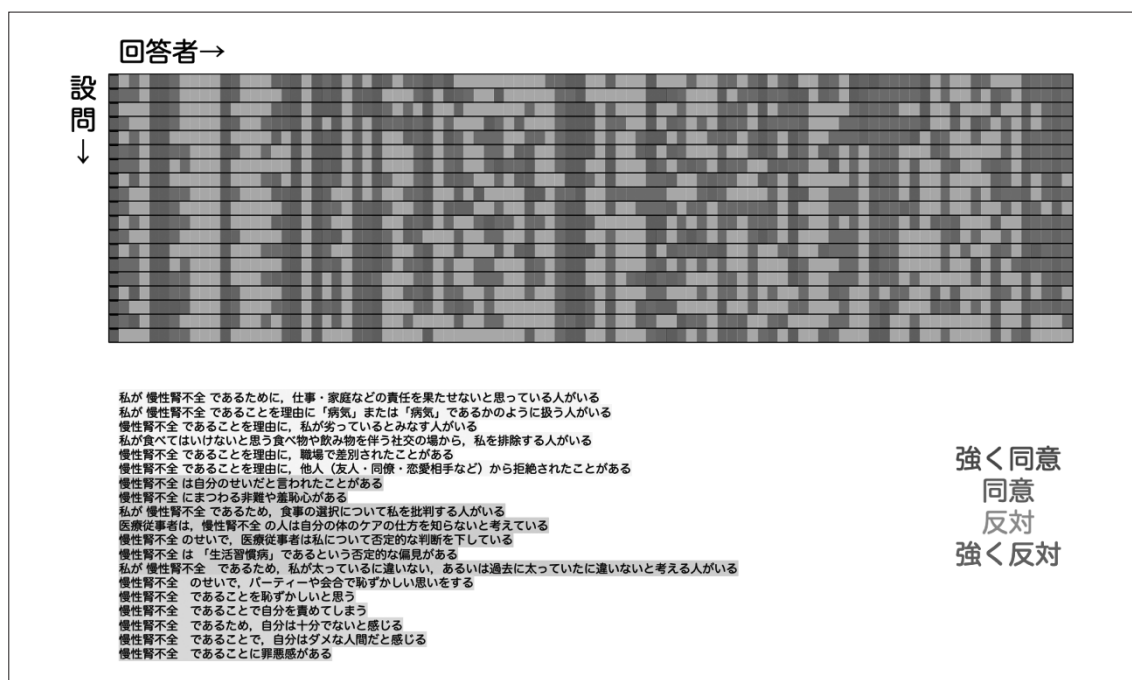 回答者→
設問↓
私が 慢性腎不全 であるために，仕事・家庭などの責任を果たせないと思っている人がいる
私が 慢性腎不全 であることを理由に「病気」または「病気」であるかのように扱う人がいる
慢性腎不全 であることを理由に，私が劣っているとみなす人がいる
私が食べてはいけないと思う食べ物や飲み物を伴う社交の場から，私を排除する人がいる
慢性腎不全 であることを理由に，職場で差別されたことがある
慢性腎不全 であることを理由に，他人（友人・同僚・恋愛相手など）から拒絶されたことがある
慢性腎不全 は自分のせいだと言われたことがある
慢性腎不全 にまつわる非難や羞恥心がある
私が 慢性腎不全 であるため，食事の選択について私を批判する人がいる
医療従事者は，慢性腎不全 の人は自分の体のケアの仕方を知らないと考えている
慢性腎不全 のせいで，医療従事者は私について否定的な判断を下している
慢性腎不全 は 「生活習慣病」であるという否定的な偏見がある
私が 慢性腎不全　であるため，私が太っているに違いない，あるいは過去に太っていたに違いないと考える人がいる
慢性腎不全　のせいで，パーティーや会合で恥ずかしい思いをする
慢性腎不全　であることを恥ずかしいと思う
慢性腎不全　であることで自分を責めてしまう
慢性腎不全　であるため，自分は十分でないと感じる
慢性腎不全　であることで，自分はダメな人間だと感じる
慢性腎不全　であることに罪悪感がある
強く同意
同意
反対
強く反対